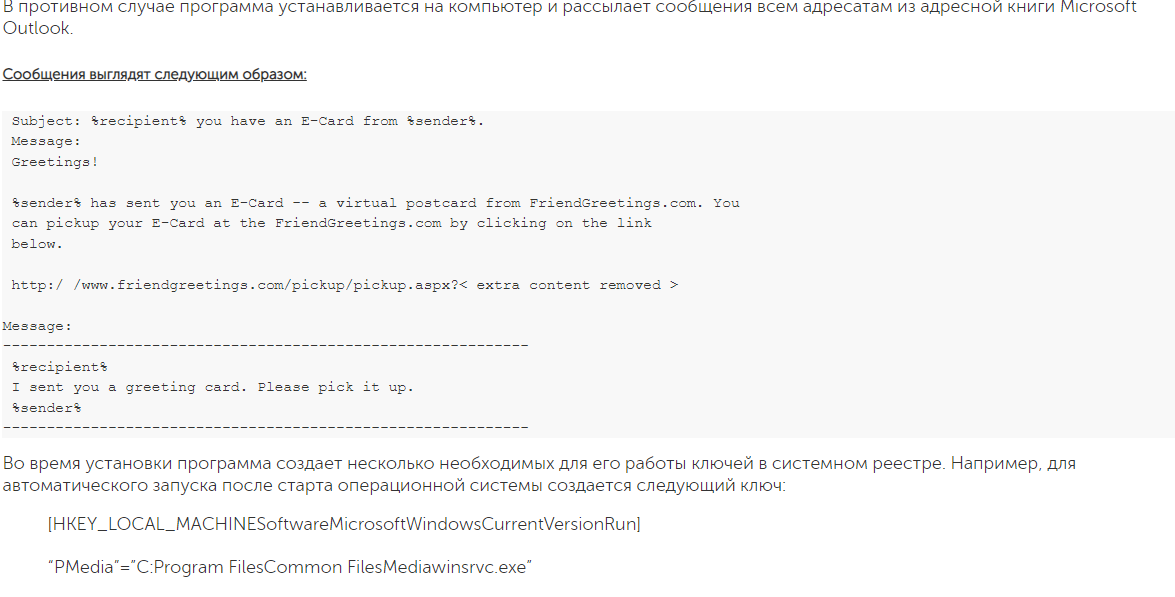 В противном случае программа устанавливается на компьютер и рассылает сообщения всем адресатам из адресной книги Microsoft
Outlook.
Сообщения выглядят следующим образом:
Subject: %recipient% you have an E-Card from %sender%.
Message:
Greetings!
%sender% has sent you an E-Card -- a virtual postcard from FriendGreetings.com. You
can pickup your E-Card at the FriendGreetings.com by clicking on the link
below.
http:/ /www.friendgreetings.com/pickup/pickup.aspx?< extra content removed >
Message:
------------------------------------------------------------
%recipient%
I sent you a greeting card. Please pick it up.
%sender%
------------------------------------------------------------
Во время установки программа создает несколько необходимых для его работы ключей в системном реестре. Например, для
автоматического запуска после старта операционной системы создается следующий ключ:
[HKEY_LOCAL_MACHINESoftwareMicrosoftWindowsCurrentVersionRun]
“PMedia”=”C:Program FilesCommon FilesMediawinsrvc.exe”